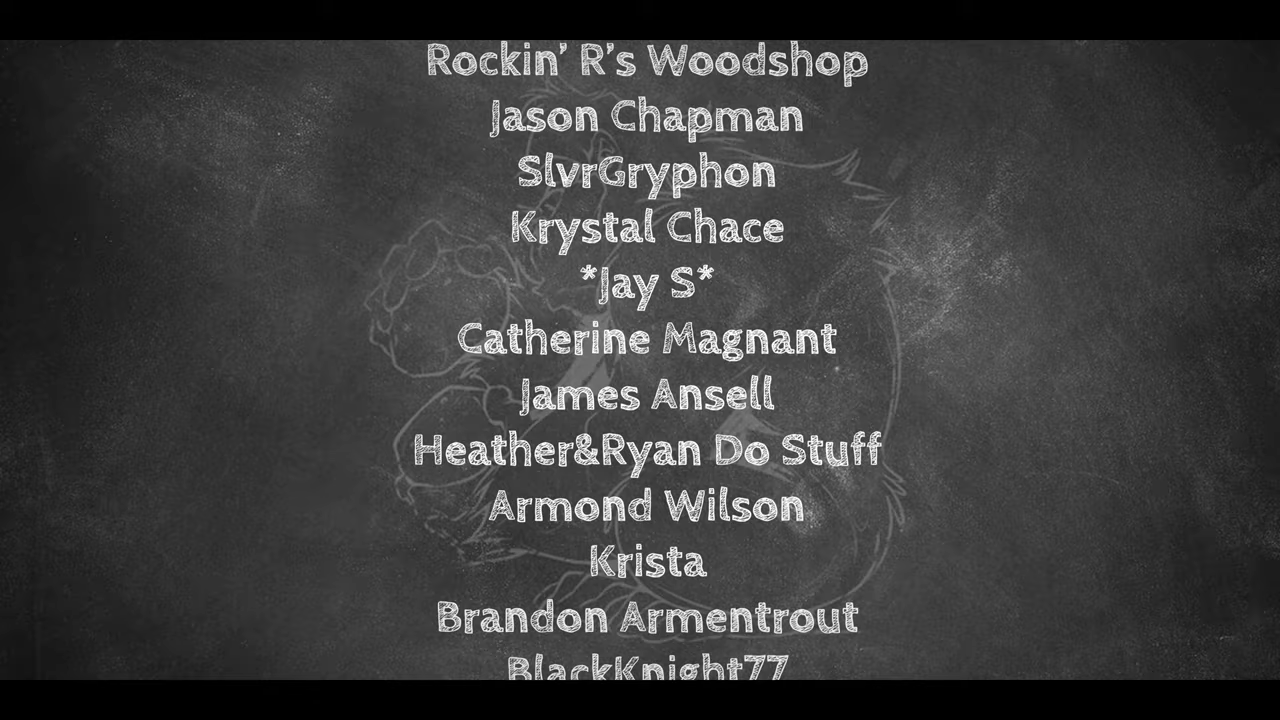 Rockin' R's Woodshop
Jason Chapman
SlvrGryphon
Krystal Chace
*Jay S*
Catherine Magnant
James Ansell
Heather&Ryan Do Stuff
Armond Wilson
Krista
Brandon Armentrout
BlackKnight77